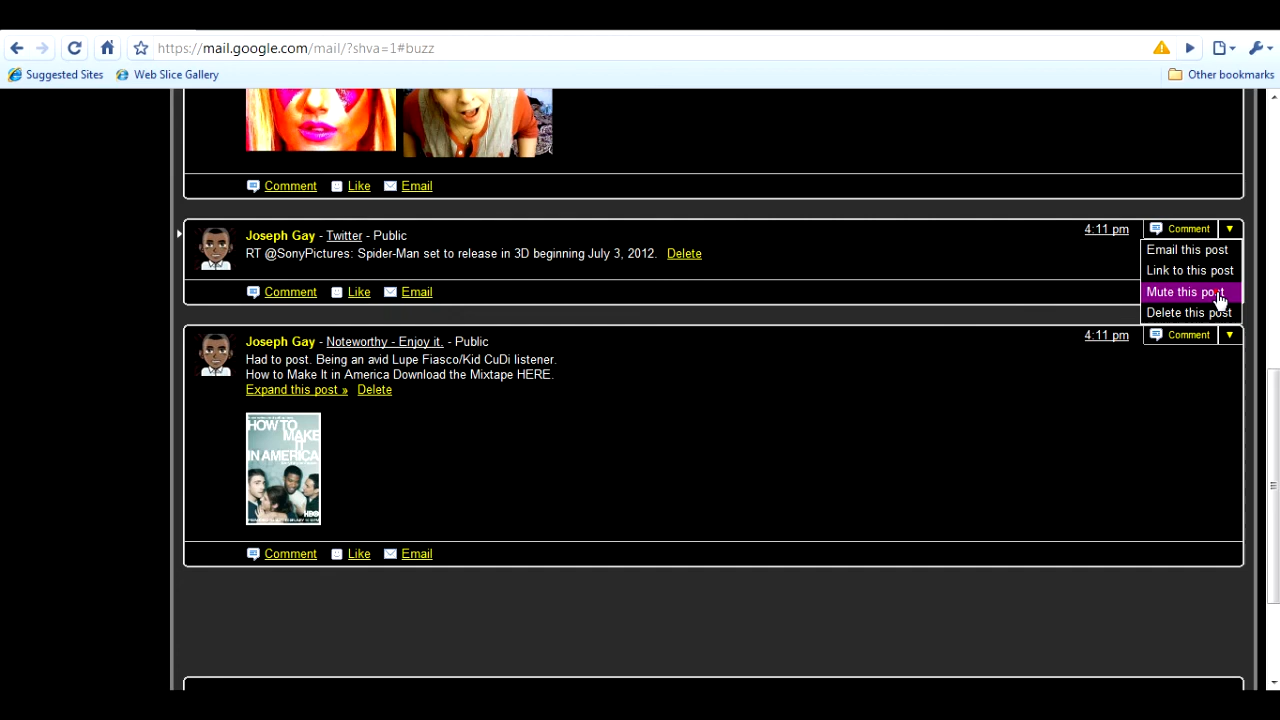 https://mail.google.com/mail/?shva=1#buzz
Suggested Sites Web Slice Gallery Other bookmarks
Comment Like Email
Joseph Gay - Twitter - Public 4:11 pm Comment
RT @SonyPictures: Spider-Man set to release in 3D beginning July 3, 2012. Delete
Email this post
Link to this post
Mute this post
Delete this post
Comment Like Email
Joseph Gay - Noteworthy - Enjoy it. - Public 4:11 pm Comment
Had to post. Being an avid Lupe Fiasco/Kid CuDi listener.
How to Make It in America Download the Mixtape HERE.
Expand this post » Delete
HOW TO
MAKE
IT
IN AMERICA
HBO
Comment Like Email